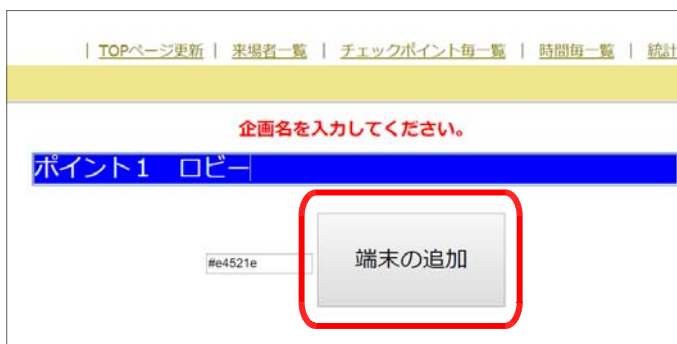 | TOPページ更新 | 来場者一覧 | チェックポイント毎一覧 | 時間毎一覧 | 統計
企画名を入力してください。
ポイント１　ロビー
#e4521e
端末の追加